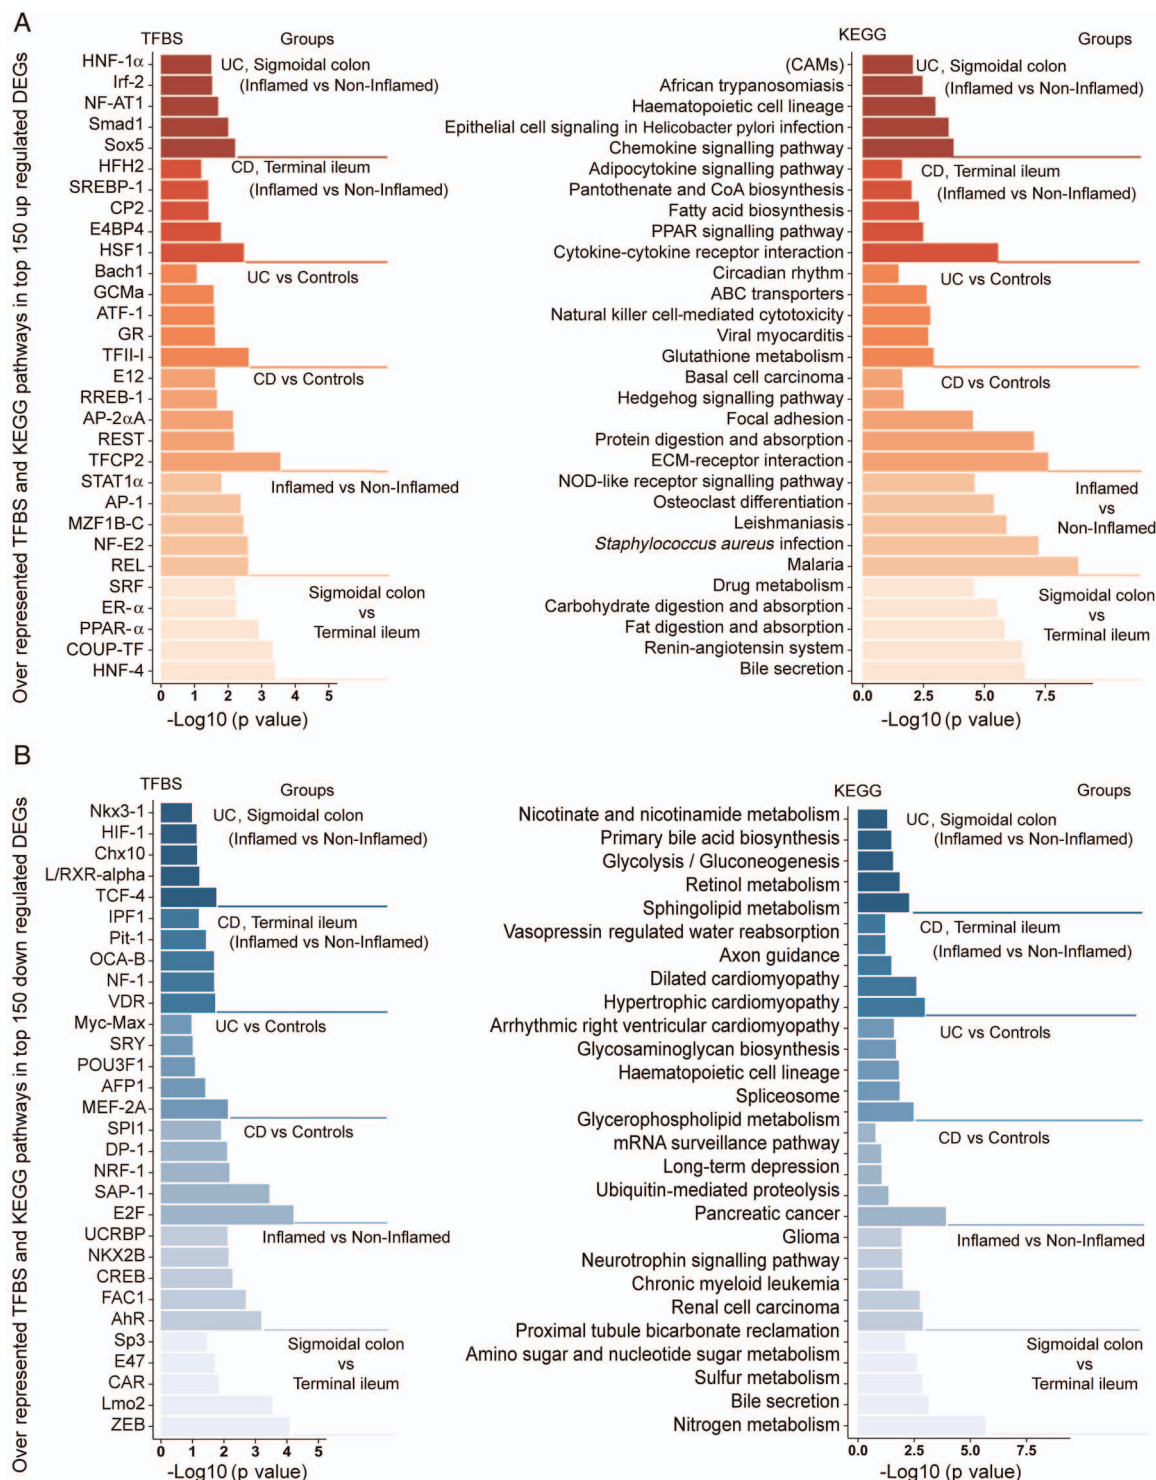 A
TFBS
Groups
HNF-1α
Irf-2
NF-AT1
Smad1
Sox5
HFH2
SREBP-1
CP2
E4BP4
HSF1
Bach1
GCMa
ATF-1
GR
TFII-I
E12
RREB-1
AP-2αA
REST
TFCP2
STAT1α
AP-1
MZF1B-C
NF-E2
REL
SRF
ER-α
PPAR-α
COUP-TF
HNF-4
UC, Sigmoidal colon
(Inflamed vs Non-Inflamed)
CD, Terminal ileum
(Inflamed vs Non-Inflamed)
UC vs Controls
CD vs Controls
Inflamed vs Non-Inflamed
Sigmoidal colon
vs
Terminal ileum
0 1 2 3 4 5
-Log10 (p value)
Over represented TFBS and KEGG pathways in top 150 up regulated DEGs
KEGG
Groups
(CAMs)
African trypanosomiasis
Haematopoietic cell lineage
Epithelial cell signaling in Helicobacter pylori infection
Chemokine signalling pathway
Adipocytokine signalling pathway
Pantothenate and CoA biosynthesis
Fatty acid biosynthesis
PPAR signalling pathway
Cytokine-cytokine receptor interaction
Circadian rhythm
ABC transporters
Natural killer cell-mediated cytotoxicity
Viral myocarditis
Glutathione metabolism
Basal cell carcinoma
Hedgehog signalling pathway
Focal adhesion
Protein digestion and absorption
ECM-receptor interaction
NOD-like receptor signalling pathway
Osteoclast differentiation
Leishmaniasis
Staphylococcus aureus infection
Malaria
Drug metabolism
Carbohydrate digestion and absorption
Fat digestion and absorption
Renin-angiotensin system
Bile secretion
UC, Sigmoidal colon
(Inflamed vs Non-Inflamed)
CD, Terminal ileum
(Inflamed vs Non-Inflamed)
UC vs Controls
CD vs Controls
Inflamed
vs
Non-Inflamed
Sigmoidal colon
vs
Terminal ileum
0.0 2.5 5.0 7.5
-Log10 (p value)
B
TFBS
Groups
Nkx3-1
HIF-1
Chx10
L/RXR-alpha
TCF-4
IPF1
Pit-1
OCA-B
NF-1
VDR
Myc-Max
SRY
POU3F1
AFP1
MEF-2A
SPI1
DP-1
NRF-1
SAP-1
E2F
UCRBP
NKX2B
CREB
FAC1
AhR
Sp3
E47
CAR
Lmo2
ZEB
UC, Sigmoidal colon
(Inflamed vs Non-Inflamed)
CD, Terminal ileum
(Inflamed vs Non-Inflamed)
UC vs Controls
CD vs Controls
Inflamed vs Non-Inflamed
Sigmoidal colon
vs
Terminal ileum
0 1 2 3 4 5
-Log10 (p value)
Over represented TFBS and KEGG pathways in top 150 down regulated DEGs
KEGG
Groups
Nicotinate and nicotinamide metabolism
Primary bile acid biosynthesis
Glycolysis / Gluconeogenesis
Retinol metabolism
Sphingolipid metabolism
Vasopressin regulated water reabsorption
Axon guidance
Dilated cardiomyopathy
Hypertrophic cardiomyopathy
Arrhythmic right ventricular cardiomyopathy
Glycosaminoglycan biosynthesis
Haematopoietic cell lineage
Spliceosome
Glycerophospholipid metabolism
mRNA surveillance pathway
Long-term depression
Ubiquitin-mediated proteolysis
Pancreatic cancer
Glioma
Neurotrophin signalling pathway
Chronic myeloid leukemia
Renal cell carcinoma
Proximal tubule bicarbonate reclamation
Amino sugar and nucleotide sugar metabolism
Sulfur metabolism
Bile secretion
Nitrogen metabolism
UC, Sigmoidal colon
(Inflamed vs Non-Inflamed)
CD, Terminal ileum
(Inflamed vs Non-Inflamed)
UC vs Controls
CD vs Controls
Inflamed vs Non-Inflamed
Sigmoidal colon
vs
Terminal ileum
0.0 2.5 5.0 7.5
-Log10 (p value)